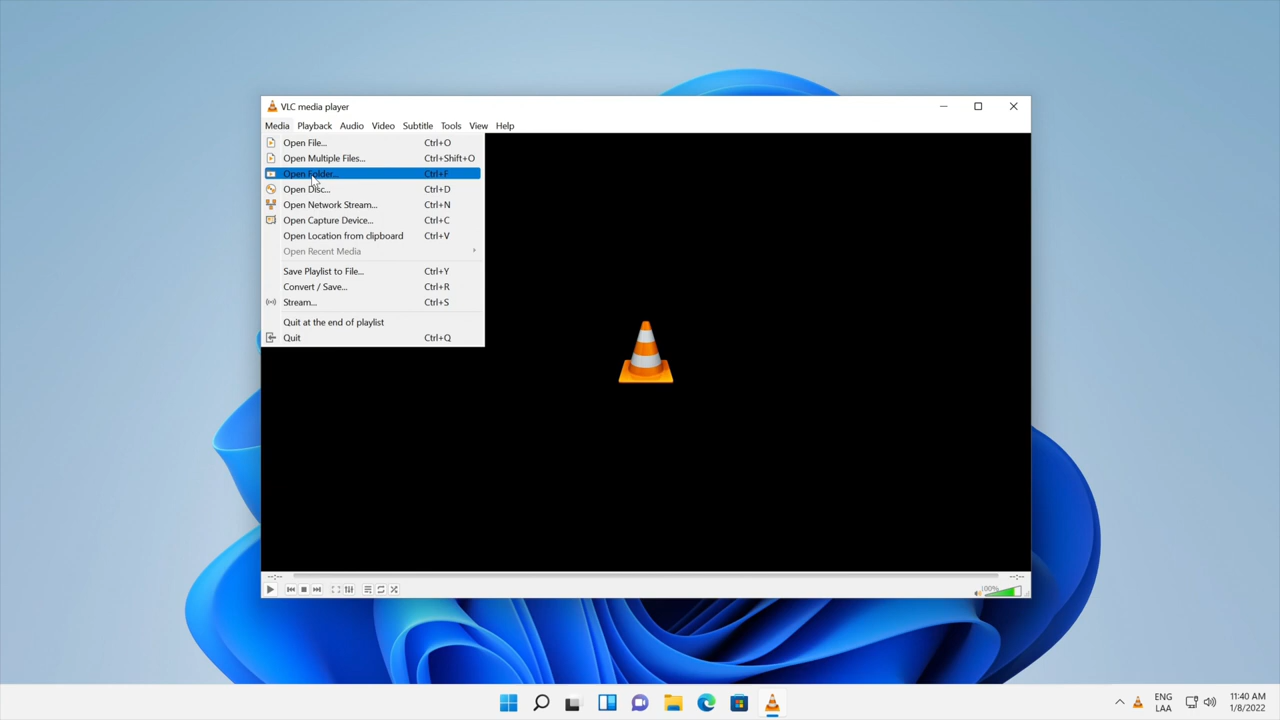 VLC media player
Media Playback Audio Video Subtitle Tools View Help
Open File... Ctrl+O
Open Multiple Files... Ctrl+Shift+O
Open Folder... Ctrl+F
Open Disc... Ctrl+D
Open Network Stream... Ctrl+N
Open Capture Device... Ctrl+C
Open Location from clipboard Ctrl+V
Open Recent Media
Save Playlist to File... Ctrl+Y
Convert / Save... Ctrl+R
Stream... Ctrl+S
Quit at the end of playlist
Quit Ctrl+Q
--:-- --:--
100%
ENG 11:40 AM
LAA 1/8/2022